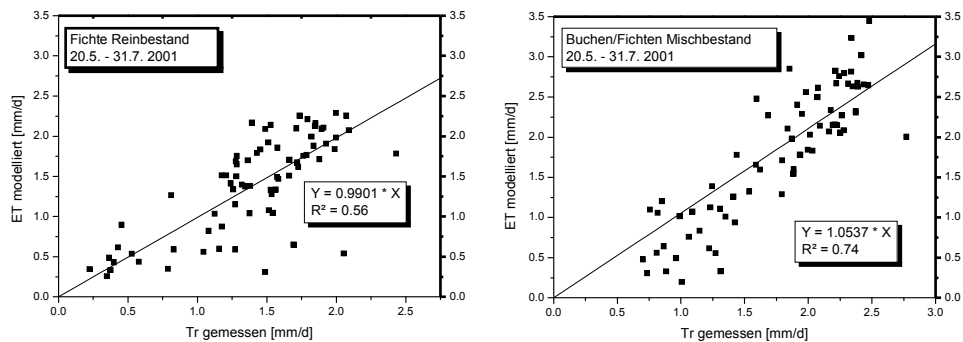 Fichte Reinbestand
20.5. - 31.7. 2001
Y = 0.9901 * X
R² = 0.56
ET modelliert [mm/d]
Tr gemessen [mm/d]
0.0 0.5 1.0 1.5 2.0 2.5
0.0
0.5
1.0
1.5
2.0
2.5
3.0
3.5
0.0
0.5
1.0
1.5
2.0
2.5
3.0
3.5
Buchen/Fichten Mischbestand
20.5. - 31.7. 2001
Y = 1.0537 * X
R² = 0.74
ET modelliert [mm/d]
Tr gemessen [mm/d]
0.0 0.5 1.0 1.5 2.0 2.5 3.0
0.0
0.5
1.0
1.5
2.0
2.5
3.0
3.5
0.0
0.5
1.0
1.5
2.0
2.5
3.0
3.5